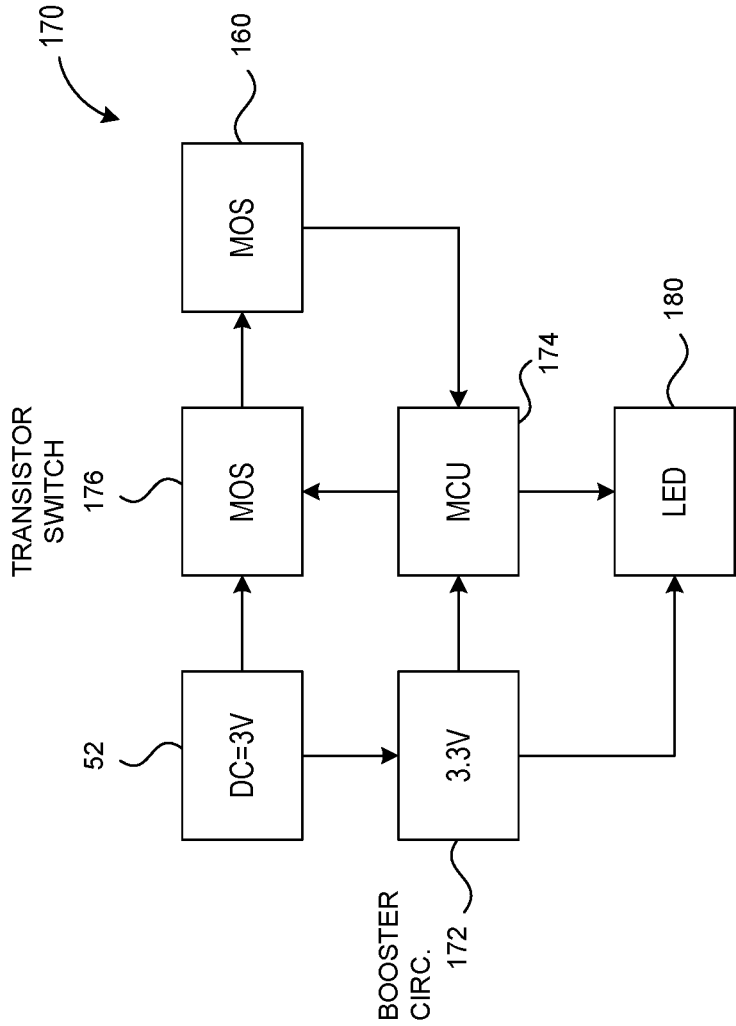 TRANSISTOR
SWITCH
170
52
176
160
DC=3V
MOS
MOS
BOOSTER
CIRC.
172
3.3V
MCU
174
LED
180